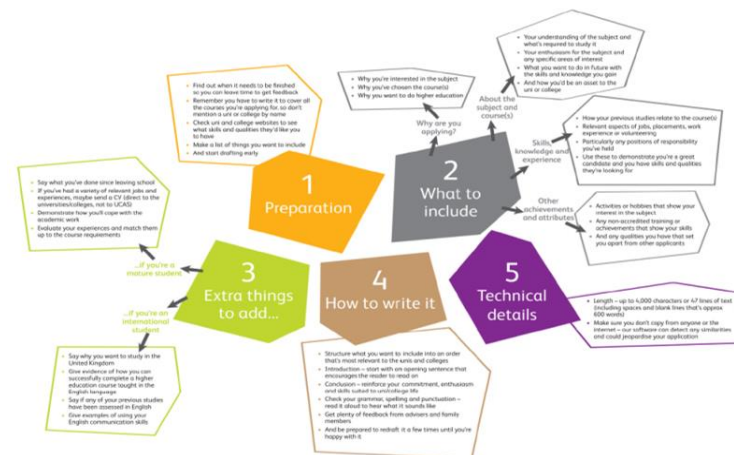 • Find out when it needs to be finished
so you can leave time to get feedback
• Remember you have to write it to cover all
the courses you're applying for, so don't
mention a uni or college by name
• Check uni and college websites to see
what skills and qualities they'd like you
to have
• Make a list of things you want to include
• And start drafting early
1
Preparation
2
What to
include
Why are you
applying?
• Why you're interested in the subject
• Why you've chosen the course(s)
• Why you want to do higher education
About the
subject and
course(s)
• Your understanding of the subject and
what's required to study it
• Your enthusiasm for the subject and
any specific areas of interest
• What you want to do in future with
the skills and knowledge you gain
• And how you'd be an asset to the
uni or college
Skills,
knowledge and
experience
• How your previous studies relate to the course(s)
• Relevant aspects of jobs, placements, work
experience or volunteering
• Particularly any positions of responsibility
you've held
• Use these to demonstrate you're a great
candidate and you have skills and qualities
they're looking for
Other
achievements
and attributes
• Activities or hobbies that show your
interest in the subject
• Any non-accredited training or
achievements that show your skills
• And any qualities you have that set
you apart from other applicants
3
Extra things
to add...
...if you're a
mature student
• Say what you've done since leaving
school
• If you've had a variety of relevant jobs and
experiences, maybe send a CV (direct to the
universities/colleges, not to UCAS)
• Demonstrate how you'll cope with the
academic work
• Evaluate your experiences and match them
up to the course requirements
...if you're an
international
student
• Say why you want to study in the
United Kingdom
• Give evidence of how you can
successfully complete a higher
education course taught in the
English language
• Say if any of your previous studies
have been assessed in English
• Give examples of using your
English communication skills
4
How to write it
• Structure what you want to include into an order
that's most relevant to the unis and colleges
• Introduction – start with an opening sentence that
encourages the reader to read on
• Conclusion – reinforce your commitment, enthusiasm
and skills suited to uni/college life
• Check your grammar, spelling and punctuation –
read it aloud to hear what it sounds like
• Get plenty of feedback from advisers and family
members
• And be prepared to redraft it a few times until you're
happy with it
5
Technical
details
• Length – up to 4,000 characters or 47 lines of text
(including spaces and blank lines that's approx
600 words)
• Make sure you don't copy from anyone or the
internet – our software can detect any similarities
and could jeopardise your application